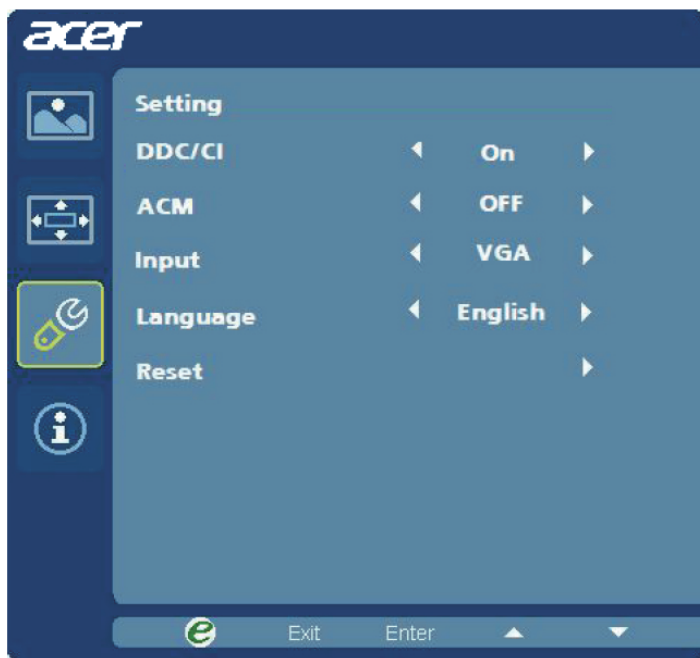 acer
Setting
DDC/CI On
ACM OFF
Input VGA
Language English
Reset
e Exit Enter